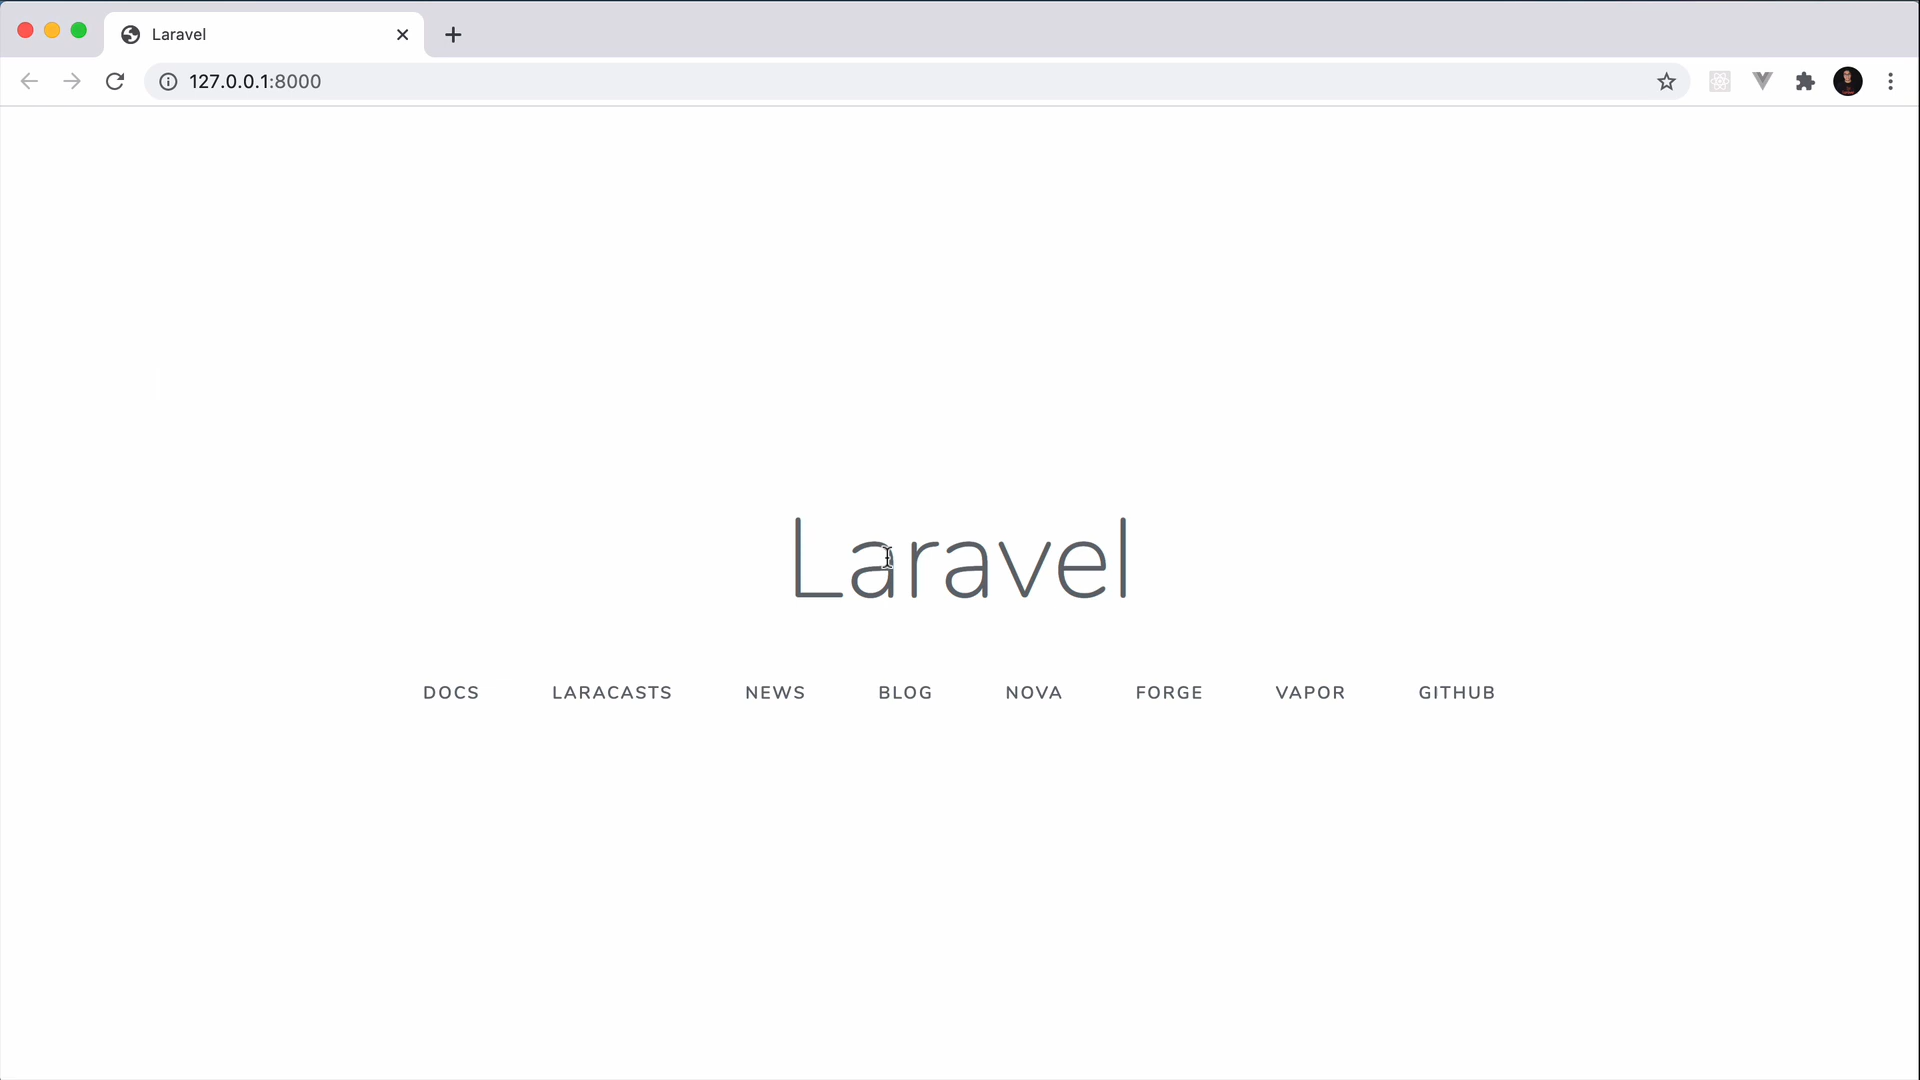 Laravel
127.0.0.1:8000
Laravel
DOCS LARACASTS NEWS BLOG NOVA FORGE VAPOR GITHUB